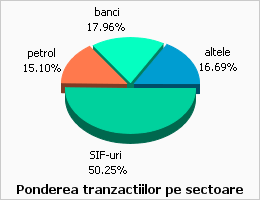 banci
17.96%
petrol
15.10%
altele
16.69%
SIF-uri
50.25%
Ponderea tranzactiilor pe sectoare